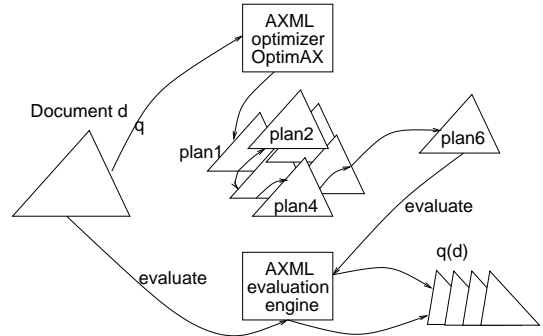 AXML
optimizer
OptimAX
Document d
q
plan1
plan2
plan4
plan6
evaluate
evaluate
AXML
evaluation
engine
q(d)